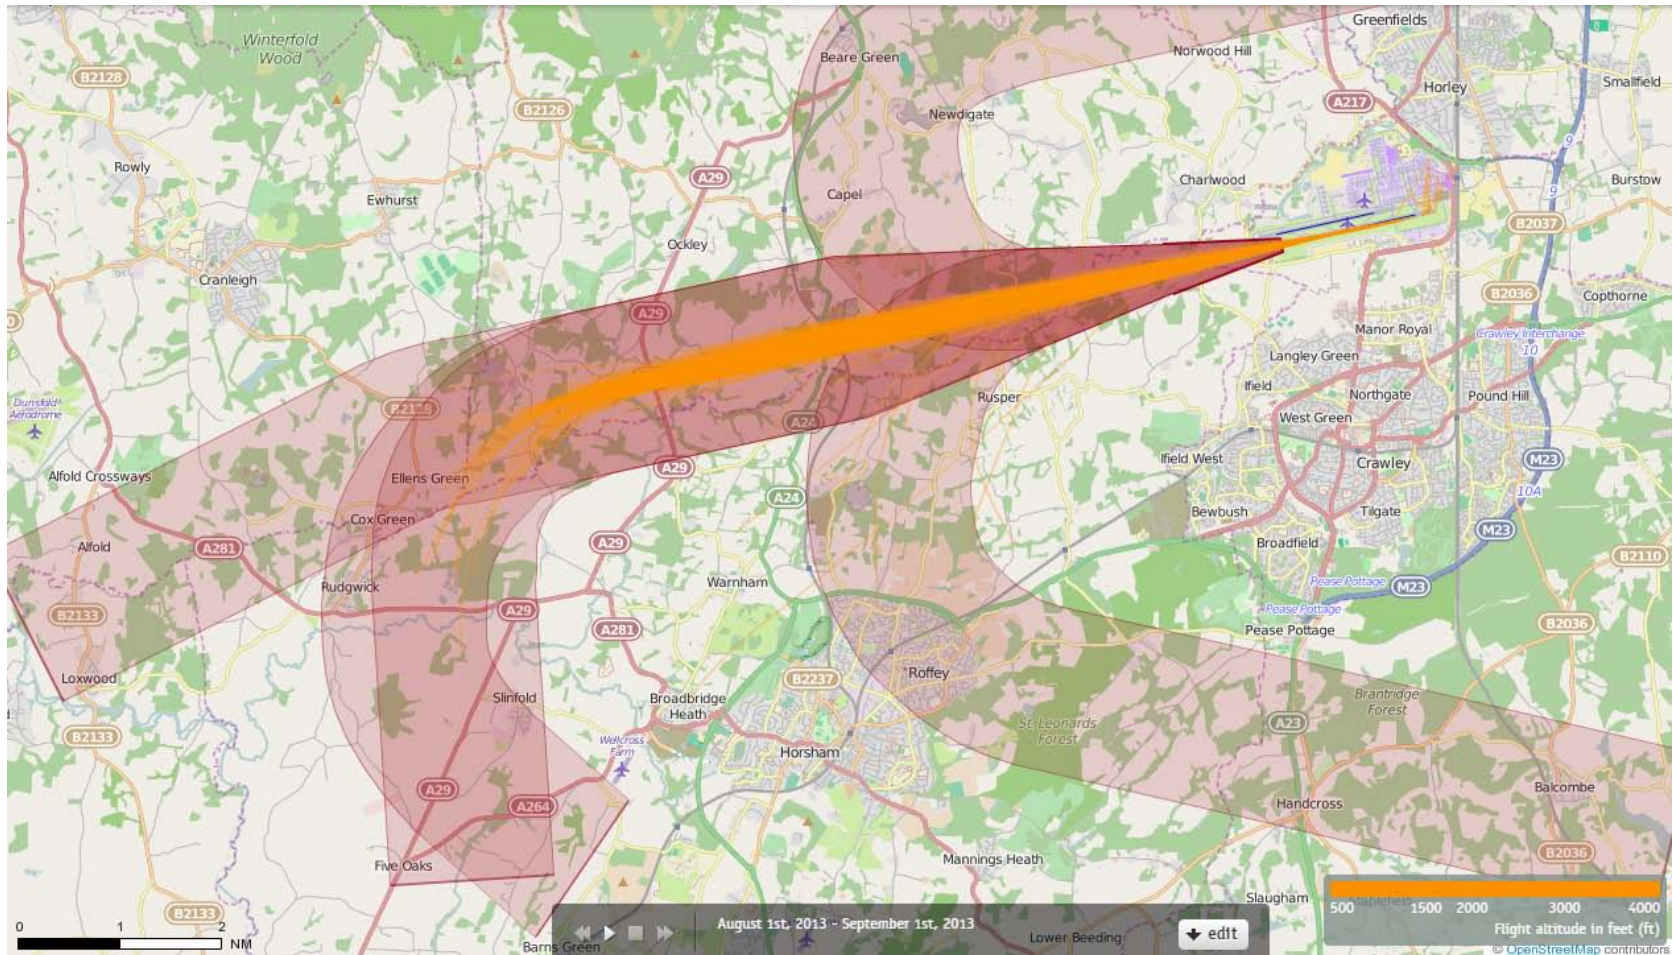 Greenfields
Winterfold
Wood
Beare Green
Norwood Hill
B2128
Smallfield
Horley
B2126
A217
Newdigate
9
Rowly
A29
Charlwood
Burstow
9
Ewhurst
Capel
B2037
Ockley
Cranleigh
B2036
Copthorne
A29
Manor Royal
Crawley Interchange
10
Langley Green
Ifield
Northgate
Pound Hill
Dunsfold
Aerodrome
Rusper
West Green
A24
Ifield West
Crawley
M23
Alfold Crossways
Ellens Green
A29
10A
A24
Cox Green
Bewbush
Tilgate
M23
Alfold
A281
A29
Broadfield
B2110
Rudgwick
Warnham
Pease Pottage
M23
B2133
A29
Pease Pottage
A281
B2036
Pease Pottage
Loxwood
Roffey
B2237
Slinfold
Broadbridge
Heath
Brantridge
Forest
St Leonards
Forest
A23
B2133
Wellcross
Farm
Horsham
A29
A264
Balcombe
Handcross
Five Oaks
Mannings Heath
B2036
Slaugham
B2133
500 1500 2000 3000 4000
0 1 2
NM
August 1st, 2013 - September 1st, 2013
edit
Flight altitude in feet (ft)
Barns Green
Lower Beeding
© OpenStreetMap contributors